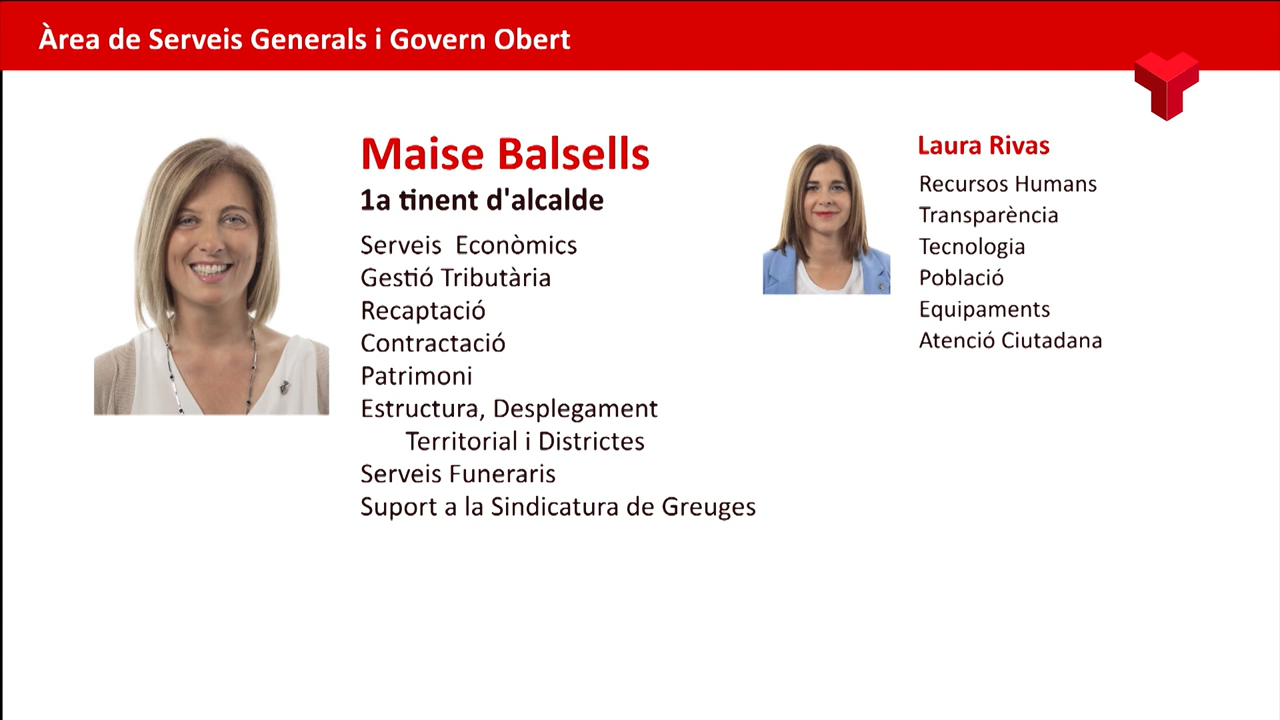 Àrea de Serveis Generals i Govern Obert
Maise Balsells
1a tinent d'alcalde
Serveis  Econòmics
Gestió Tributària
Recaptació
Contractació
Patrimoni
Estructura, Desplegament
Territorial i Districtes
Serveis Funeraris
Suport a la Sindicatura de Greuges
Laura Rivas
Recursos Humans
Transparència
Tecnologia
Població
Equipaments
Atenció Ciutadana